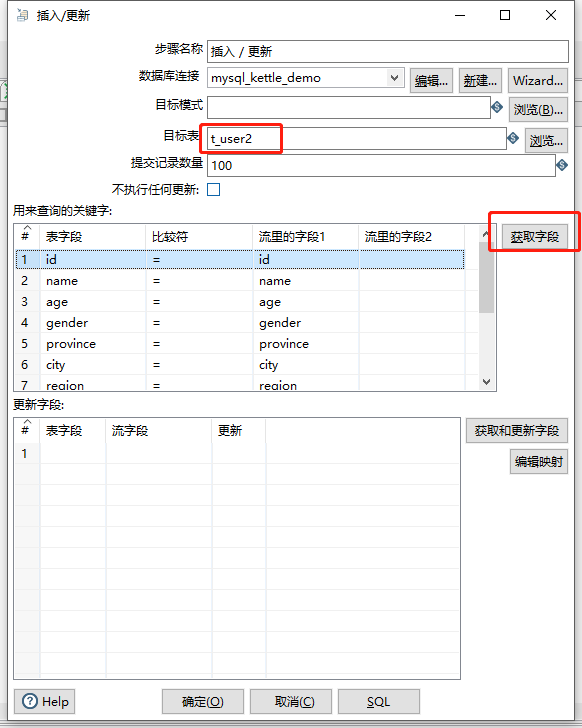 插入/更新
步骤名称 插入 / 更新
数据库连接 mysql_kettle_demo 编辑... 新建... Wizard...
目标模式 浏览(B)...
目标表 t_user2 浏览...
提交记录数量 100
不执行任何更新:
用来查询的关键字:
# 表字段 比较符 流里的字段1 流里的字段2 获取字段
1 id = id
2 name = name
3 age = age
4 gender = gender
5 province = province
6 city = city
7 region = region
更新字段:
# 表字段 流字段 更新 获取和更新字段
1 编辑映射
Help 确定(O) 取消(C) SQL